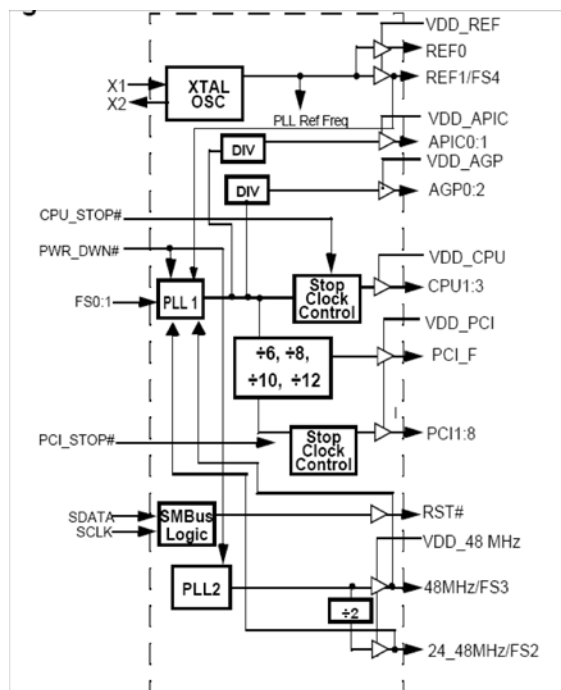 VDD_REF
REF0
REF1/FS4
X1
X2
XTAL
OSC
PLL Ref Freq
VDD_APIC
APIC0:1
DIV
VDD_AGP
AGP0:2
DIV
CPU_STOP#
PWR_DWN#
VDD_CPU
CPU1:3
FS0:1
PLL 1
Stop
Clock
Control
VDD_PCI
÷6, ÷8,
÷10, ÷12
PCI_F
PCI_STOP#
Stop
Clock
Control
PCI1:8
SDATA
SCLK
SMBus
Logic
RST#
VDD_48 MHz
PLL2
48MHz/FS3
÷2
24_48MHz/FS2